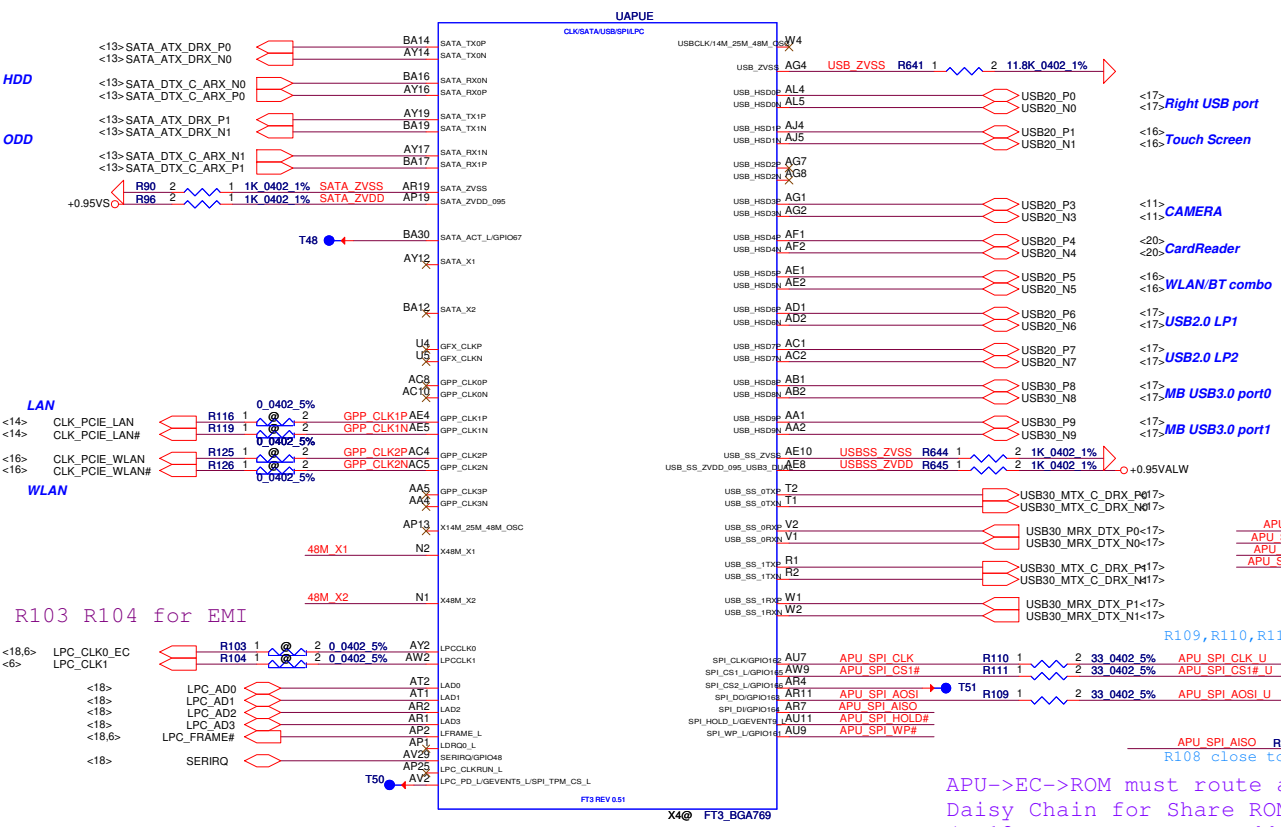 UAPUE
CLK/SATA/USB/SPI/LPC
HDD
<13> SATA_ATX_DRX_P0 BA14 SATA_TX0P
<13> SATA_ATX_DRX_N0 AY14 SATA_TX0N
<13> SATA_DTX_C_ARX_N0 BA16 SATA_RX0N
<13> SATA_DTX_C_ARX_P0 AY16 SATA_RX0P
ODD
<13> SATA_ATX_DRX_P1 AY19 SATA_TX1P
<13> SATA_ATX_DRX_N1 BA19 SATA_TX1N
<13> SATA_DTX_C_ARX_N1 AY17 SATA_RX1N
<13> SATA_DTX_C_ARX_P1 BA17 SATA_RX1P
R90 2 1 1K_0402_1% SATA_ZVSS AR19 SATA_ZVSS
+0.95VS R96 2 1 1K_0402_1% SATA_ZVDD AP19 SATA_ZVDD_095
T48 BA30 SATA_ACT_L/GPIO67
AY12 SATA_X1
BA12 SATA_X2
U4 GFX_CLKP
U5 GFX_CLKN
AC8 GPP_CLK0P
AC10 GPP_CLK0N
LAN
0_0402_5%
<14> CLK_PCIE_LAN R116 1 @ 2 GPP_CLK1P AE4 GPP_CLK1P
<14> CLK_PCIE_LAN# R119 1 2 GPP_CLK1N AE5 GPP_CLK1N
0_0402_5%
0_0402_5%
<16> CLK_PCIE_WLAN R125 1 @ 2 GPP_CLK2P AC4 GPP_CLK2P
<16> CLK_PCIE_WLAN# R126 1 @ 2 GPP_CLK2N AC5 GPP_CLK2N
0_0402_5%
WLAN
AA5 GPP_CLK3P
AA4 GPP_CLK3N
AP13 X14M_25M_48M_OSC
48M_X1 N2 X48M_X1
48M_X2 N1 X48M_X2
R103 R104 for EMI
<18,6> LPC_CLK0_EC R103 1 @ 2 0_0402_5% AY2 LPCCLK0
<6> LPC_CLK1 R104 1 @ 2 0_0402_5% AW2 LPCCLK1
<18> LPC_AD0 AT2 LAD0
<18> LPC_AD1 AT1 LAD1
<18> LPC_AD2 AR2 LAD2
<18> LPC_AD3 AR1 LAD3
<18,6> LPC_FRAME# AP2 LFRAME_L
AP1 LDRQ0_L
<18> SERIRQ AV29 SERIRQ/GPIO48
AP25 LPC_CLKRUN_L
T50 AV2 LPC_PD_L/GEVENT5_L/SPI_TPM_CS_L
USBCLK/14M_25M_48M_OSC W4
USB_ZVSS AG4 USB_ZVSS R641 1 2 11.8K_0402_1%
USB_HSD0P AL4 USB20_P0 <17>
USB_HSD0N AL5 USB20_N0 <17>
Right USB port
USB_HSD1P AJ4 USB20_P1 <16>
USB_HSD1N AJ5 USB20_N1 <16>
Touch Screen
USB_HSD2P AG7
USB_HSD2N AG8
USB_HSD3P AG1 USB20_P3 <11>
USB_HSD3N AG2 USB20_N3 <11>
CAMERA
USB_HSD4P AF1 USB20_P4 <20>
USB_HSD4N AF2 USB20_N4 <20>
CardReader
USB_HSD5P AE1 USB20_P5 <16>
USB_HSD5N AE2 USB20_N5 <16>
WLAN/BT combo
USB_HSD6P AD1 USB20_P6 <17>
USB_HSD6N AD2 USB20_N6 <17>
USB2.0 LP1
USB_HSD7P AC1 USB20_P7 <17>
USB_HSD7N AC2 USB20_N7 <17>
USB2.0 LP2
USB_HSD8P AB1 USB30_P8 <17>
USB_HSD8N AB2 USB30_N8 <17>
MB USB3.0 port0
USB_HSD9P AA1 USB30_P9 <17>
USB_HSD9N AA2 USB30_N9 <17>
MB USB3.0 port1
USB_SS_ZVSS AE10 USBSS_ZVSS R644 1 2 1K_0402_1%
USB_SS_ZVDD_095_USB3_DUAL AE8 USBSS_ZVDD R645 1 2 1K_0402_1% +0.95VALW
USB_SS_0TXP T2 USB30_MTX_C_DRX_P0 <17>
USB_SS_0TXN T1 USB30_MTX_C_DRX_N0 <17>
USB_SS_0RXP V2 USB30_MRX_DTX_P0 <17>
USB_SS_0RXN V1 USB30_MRX_DTX_N0 <17>
USB_SS_1TXP R1 USB30_MTX_C_DRX_P1 <17>
USB_SS_1TXN R2 USB30_MTX_C_DRX_N1 <17>
USB_SS_1RXP W1 USB30_MRX_DTX_P1 <17>
USB_SS_1RXN W2 USB30_MRX_DTX_N1 <17>
R109,R110,R11
SPI_CLK/GPIO162 AU7 APU_SPI_CLK R110 1 2 33_0402_5% APU_SPI_CLK_U
SPI_CS1_L/GPIO165 AW9 APU_SPI_CS1# R111 1 2 33_0402_5% APU_SPI_CS1#_U
SPI_CS2_L/GPIO166 AR4 T51
SPI_DO/GPIO163 AR11 APU_SPI_AOSI R109 1 2 33_0402_5% APU_SPI_AOSI_U
SPI_DI/GPIO164 AR7 APU_SPI_AISO
SPI_HOLD_L/GEVENT9_L AU11 APU_SPI_HOLD#
SPI_WP_L/GPIO161 AU9 APU_SPI_WP#
APU_SPI_AISO R
R108 close to
APU->EC->ROM must route a
Daisy Chain for Share ROM
FT3 REV 0.51
X4@ FT3_BGA769